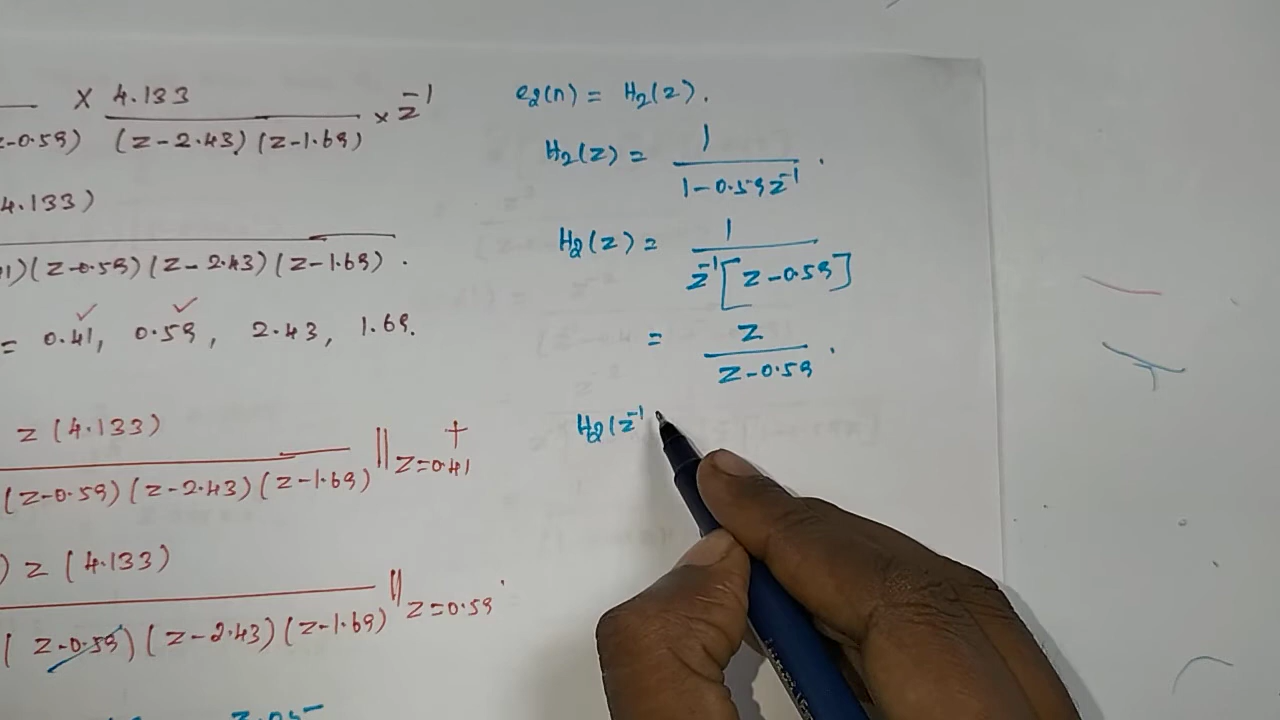 × 4.133 / (z-2.43)(z-1.69) × z⁻¹
z-0.59)
4.133)
1)(z-0.59)(z-2.43)(z-1.69).
= 0.41, 0.59, 2.43, 1.69.
z(4.133)
(z-0.59)(z-2.43)(z-1.69) || z=0.41
) z(4.133)
(z-0.59)(z-2.43)(z-1.69) || z=0.59
e₂(n) = H₂(z).
H₂(z) = 1 / 1-0.59z⁻¹.
H₂(z) = 1 / z⁻¹[z-0.59]
= z / z-0.59.
H₂(z⁻¹